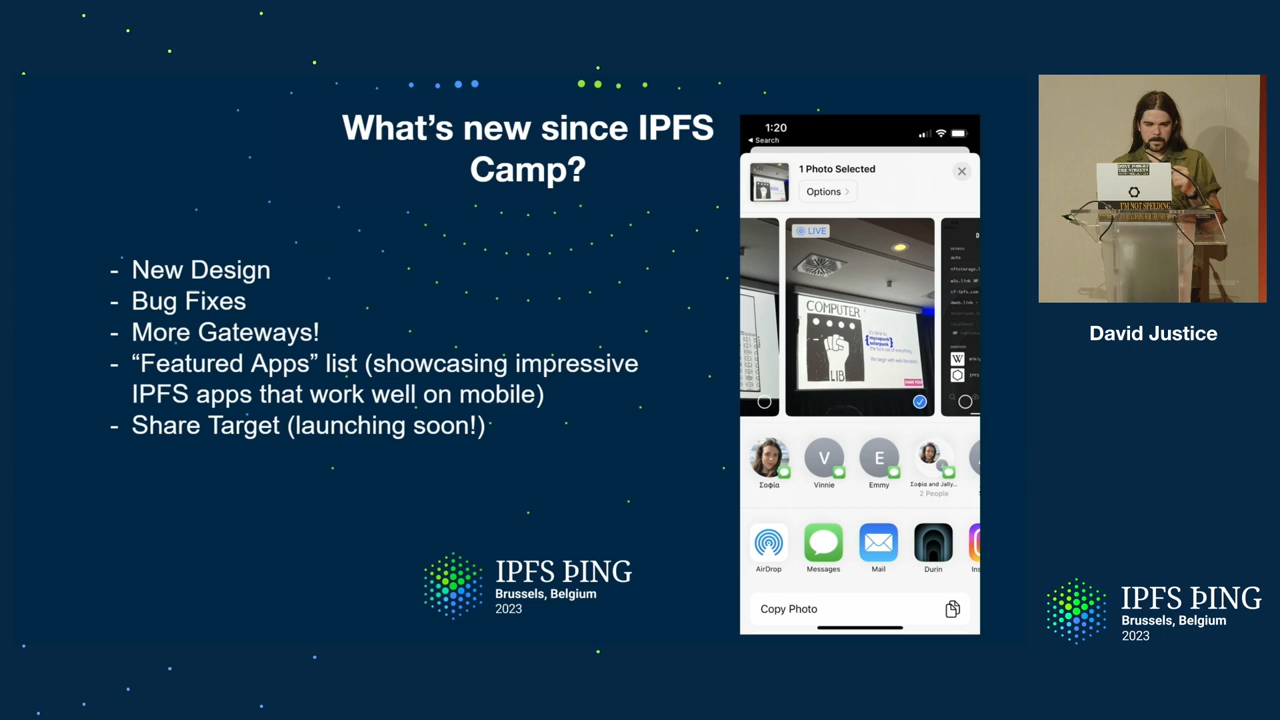 What's new since IPFS
Camp?
- New Design
- Bug Fixes
- More Gateways!
- “Featured Apps” list (showcasing impressive
IPFS apps that work well on mobile)
- Share Target (launching soon!)
IPFS ÞING
Brussels, Belgium
2023
1:20
◀ Search
1 Photo Selected
Options >
LIVE
COMPUTER
LIB
Σοφία
Vinnie
Emmy
Σοφία and Jally...
2 People
V
E
AirDrop
Messages
Mail
Durin
Ins
Copy Photo
I'M NOT SPEEDING
David Justice
IPFS ÞING
Brussels, Belgium
2023